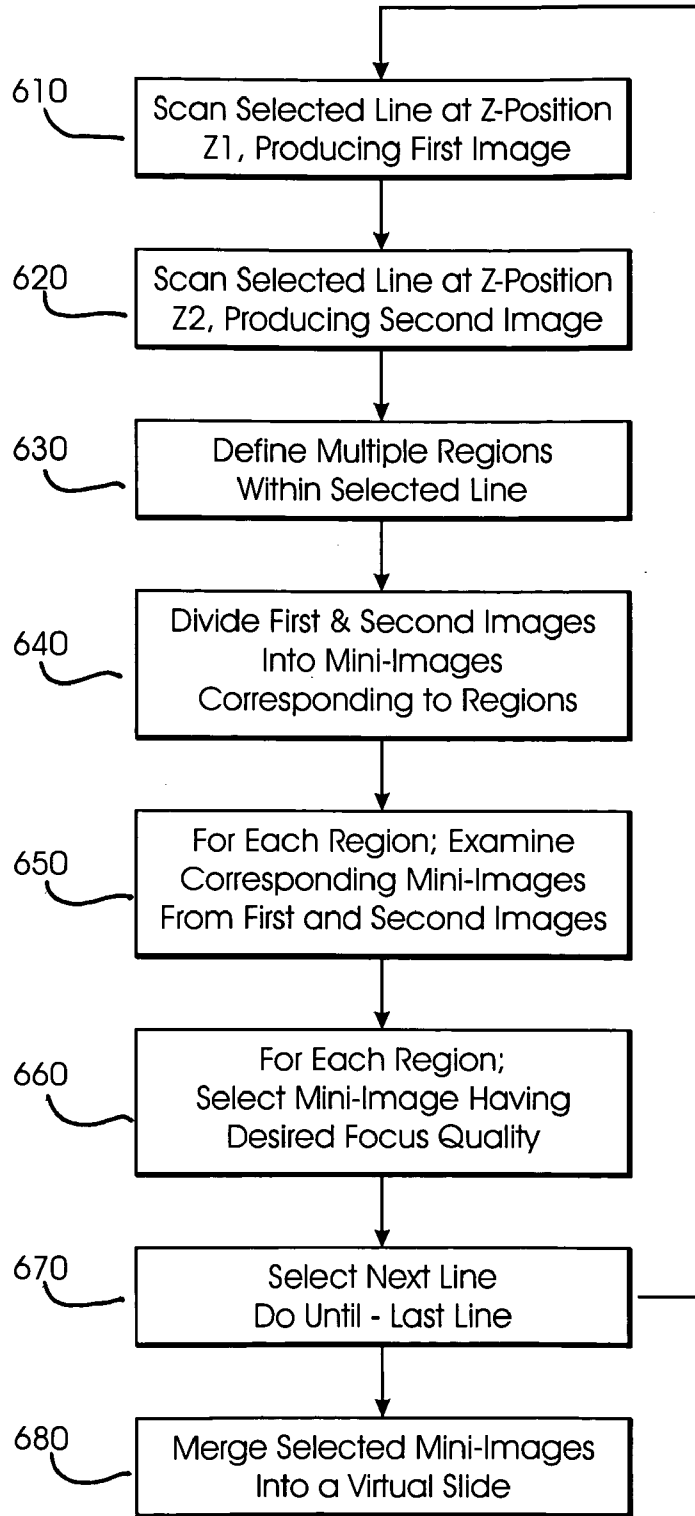 610
Scan Selected Line at Z-Position
Z1, Producing First Image
620
Scan Selected Line at Z-Position
Z2, Producing Second Image
630
Define Multiple Regions
Within Selected Line
640
Divide First & Second Images
Into Mini-Images
Corresponding to Regions
650
For Each Region; Examine
Corresponding Mini-Images
From First and Second Images
660
For Each Region;
Select Mini-Image Having
Desired Focus Quality
670
Select Next Line
Do Until - Last Line
680
Merge Selected Mini-Images
Into a Virtual Slide